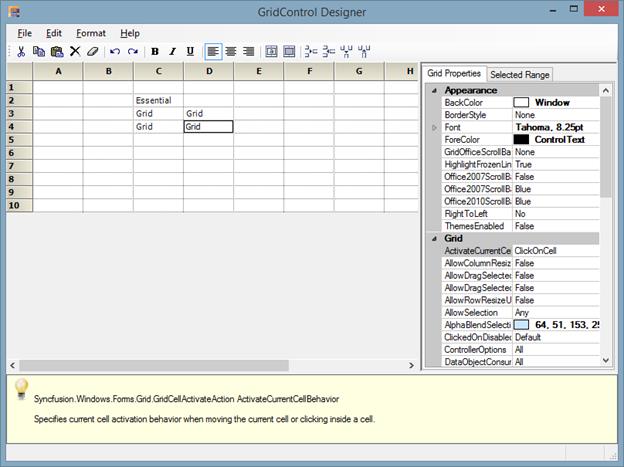 GridControl Designer
File Edit Format Help
B I U
A B C D E F G H
1
2 Essential
3 Grid Grid
4 Grid Grid
5
6
7
8
9
10
Grid Properties Selected Range
Appearance
BackColor Window
BorderStyle None
Font Tahoma, 8.25pt
ForeColor ControlText
GridOfficeScrollBa None
HighlightFrozenLin True
Office2007ScrollBa False
Office2007ScrollBa Blue
Office2010ScrollBa Blue
RightToLeft No
ThemesEnabled False
Grid
ActivateCurrentCe ClickOnCell
AllowColumnResiz False
AllowDragSelected False
AllowDragSelected False
AllowRowResizeU False
AllowSelection Any
AlphaBlendSelecti 64, 51, 153, 25
ClickedOnDisabled Default
ControllerOptions All
DataObjectConsum All
Syncfusion.Windows.Forms.Grid.GridCellActivateAction ActivateCurrentCellBehavior
Specifies current cell activation behavior when moving the current cell or clicking inside a cell.